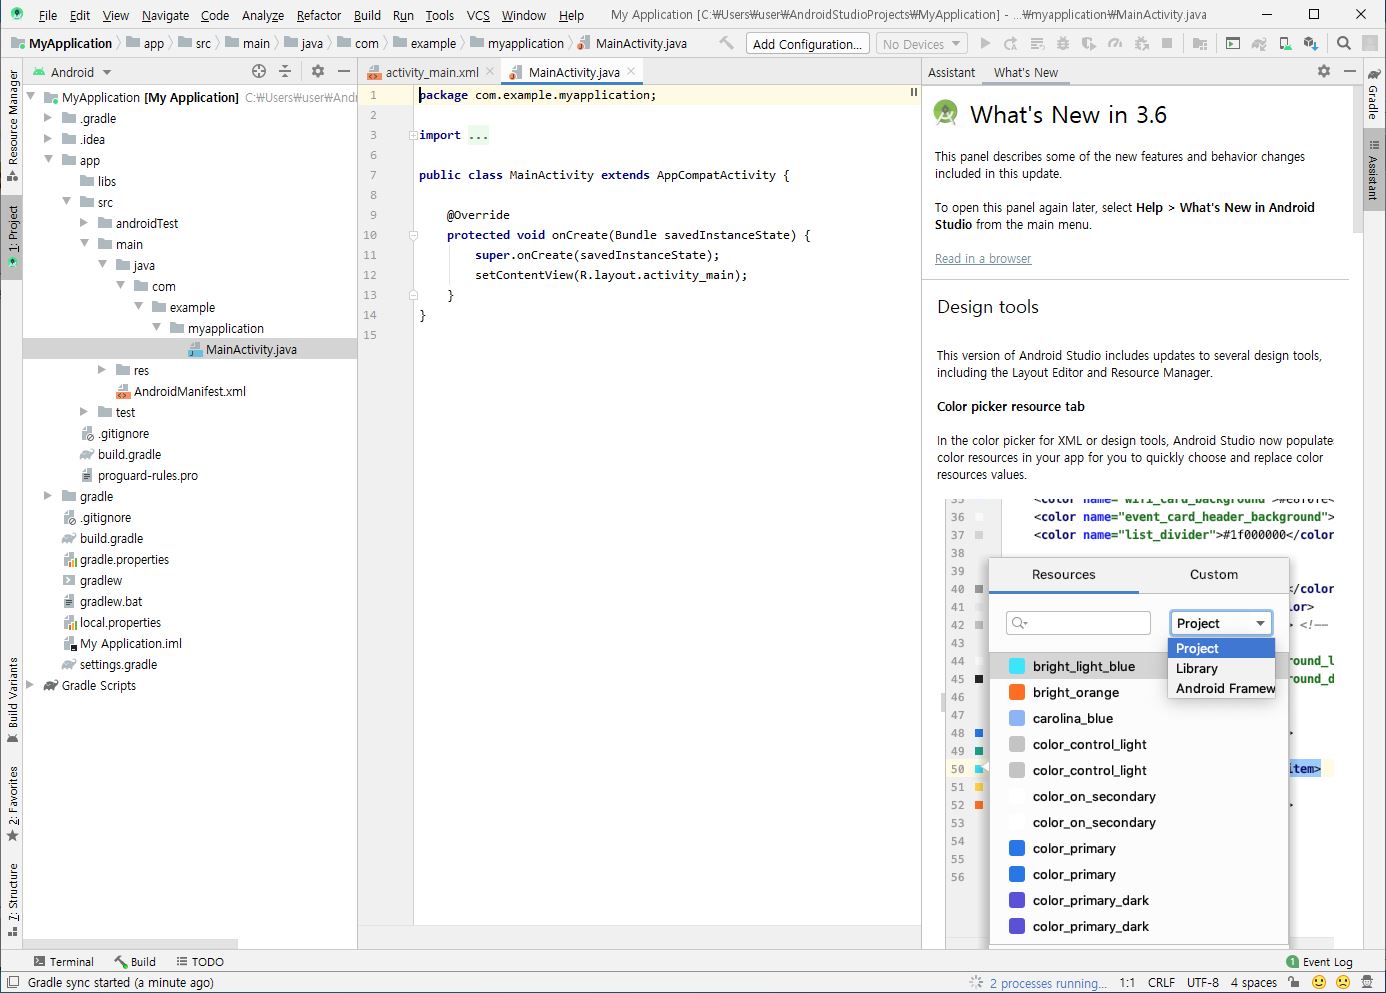 File Edit View Navigate Code Analyze Refactor Build Run Tools VCS Window Help My Application [C:₩Users₩user₩AndroidStudioProjects₩MyApplication] - ...₩myapplication₩MainActivity.java
MyApplication app src main java com example myapplication MainActivity.java Add Configuration... No Devices
Resource Manager
1: Project
Build Variants
2: Favorites
7: Structure
Android
MyApplication [My Application] C:₩Users₩user₩And
.gradle
.idea
app
libs
src
androidTest
main
java
com
example
myapplication
MainActivity.java
res
AndroidManifest.xml
test
.gitignore
build.gradle
proguard-rules.pro
gradle
.gitignore
build.gradle
gradle.properties
gradlew
gradlew.bat
local.properties
My Application.iml
settings.gradle
Gradle Scripts
activity_main.xml MainActivity.java
1 package com.example.myapplication;
2
3 import ...
6
7 public class MainActivity extends AppCompatActivity {
8
9 @Override
10 protected void onCreate(Bundle savedInstanceState) {
11 super.onCreate(savedInstanceState);
12 setContentView(R.layout.activity_main);
13 }
14 }
15
Assistant What's New
What's New in 3.6
This panel describes some of the new features and behavior changes
included in this update.
To open this panel again later, select Help > What's New in Android
Studio from the main menu.
Read in a browser
Design tools
This version of Android Studio includes updates to several design tools,
including the Layout Editor and Resource Manager.
Color picker resource tab
In the color picker for XML or design tools, Android Studio now populate
color resources in your app for you to quickly choose and replace color
resources values.
35 <color name="wifi_card_background">#e8f0fe</
36 <color name="event_card_header_background">
37 <color name="list_divider">#1f000000</color
38
39
40 </color
41 lor>
42 > <!--
43
44 round_l
45 round_d
46
47
48 >
49
50 item>
51
52 >
53
54
55
56
Resources Custom
Project
Project
Library
Android Framew
bright_light_blue
bright_orange
carolina_blue
color_control_light
color_control_light
color_on_secondary
color_on_secondary
color_primary
color_primary
color_primary_dark
color_primary_dark
Gradle
Assistant
Terminal Build TODO 1 Event Log
Gradle sync started (a minute ago) 2 processes running... 1:1 CRLF UTF-8 4 spaces